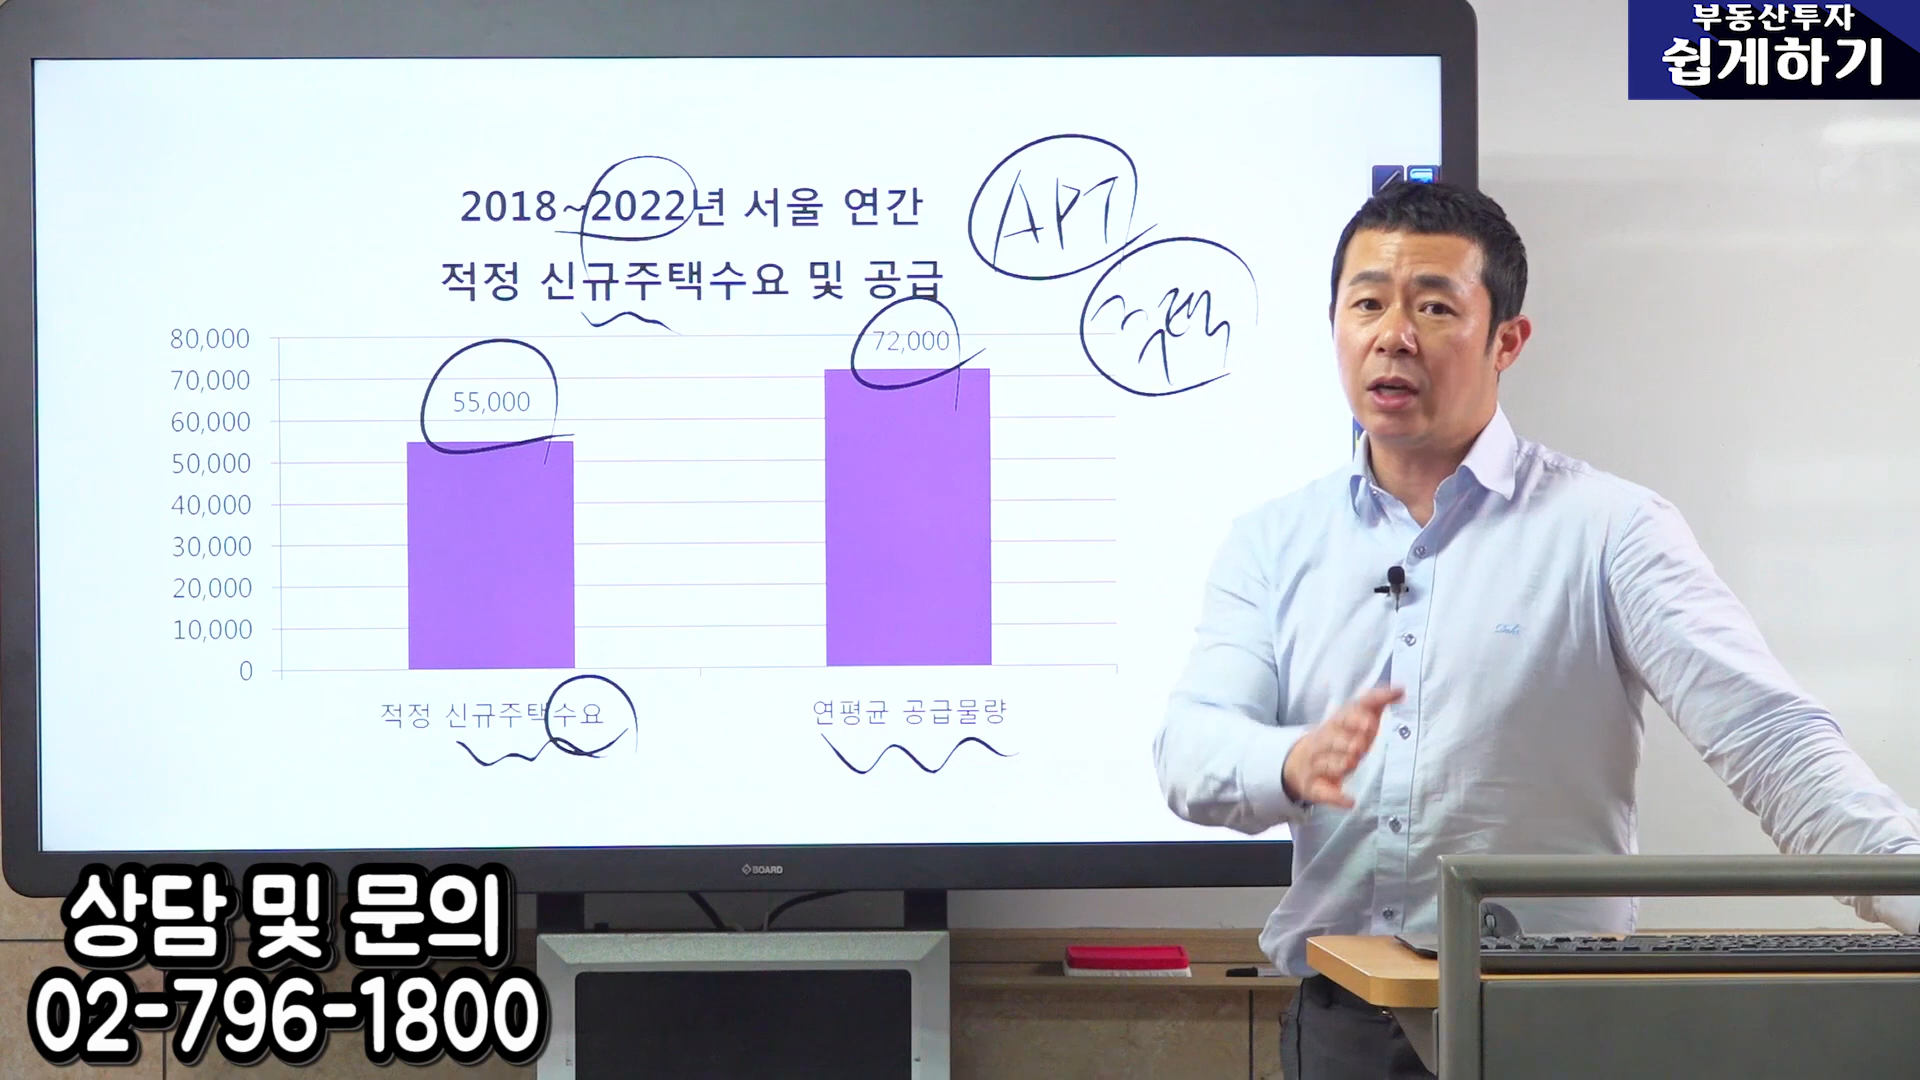 부동산투자
쉽게하기
2018~2022년 서울 연간
적정 신규주택수요 및 공급
APT
주택
80,000
70,000
60,000
50,000
40,000
30,000
20,000
10,000
0
55,000
72,000
적정 신규주택수요
연평균 공급물량
BOARD
상담 및 문의
02-796-1800